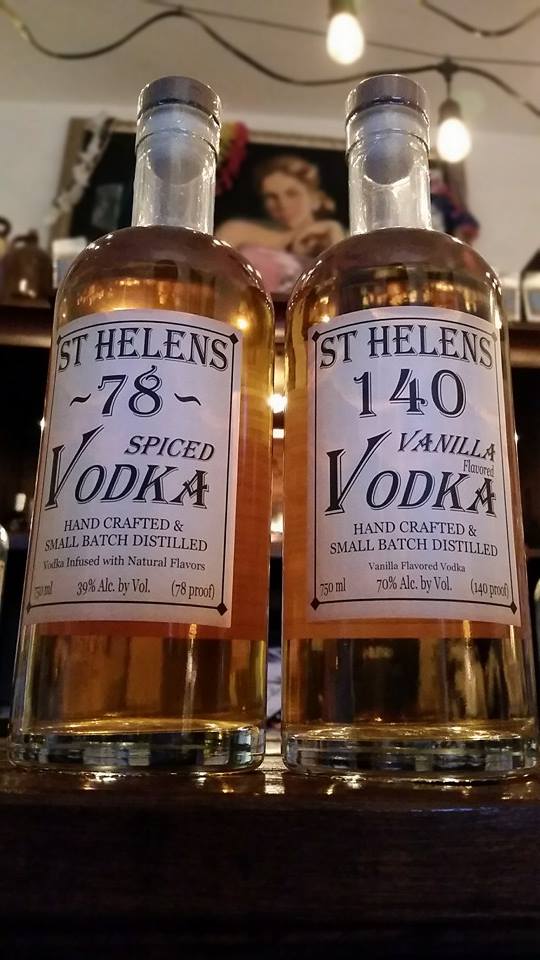 ST HELENS
~78~
SPICED
VODKA
HAND CRAFTED &
SMALL BATCH DISTILLED
Vodka Infused with Natural Flavors
750 ml 39% Alc. by Vol. (78 proof)
ST HELENS
140
VANILLA
Flavored
VODKA
HAND CRAFTED &
SMALL BATCH DISTILLED
Vanilla Flavored Vodka
750 ml 70% Alc. by Vol. (140 proof)